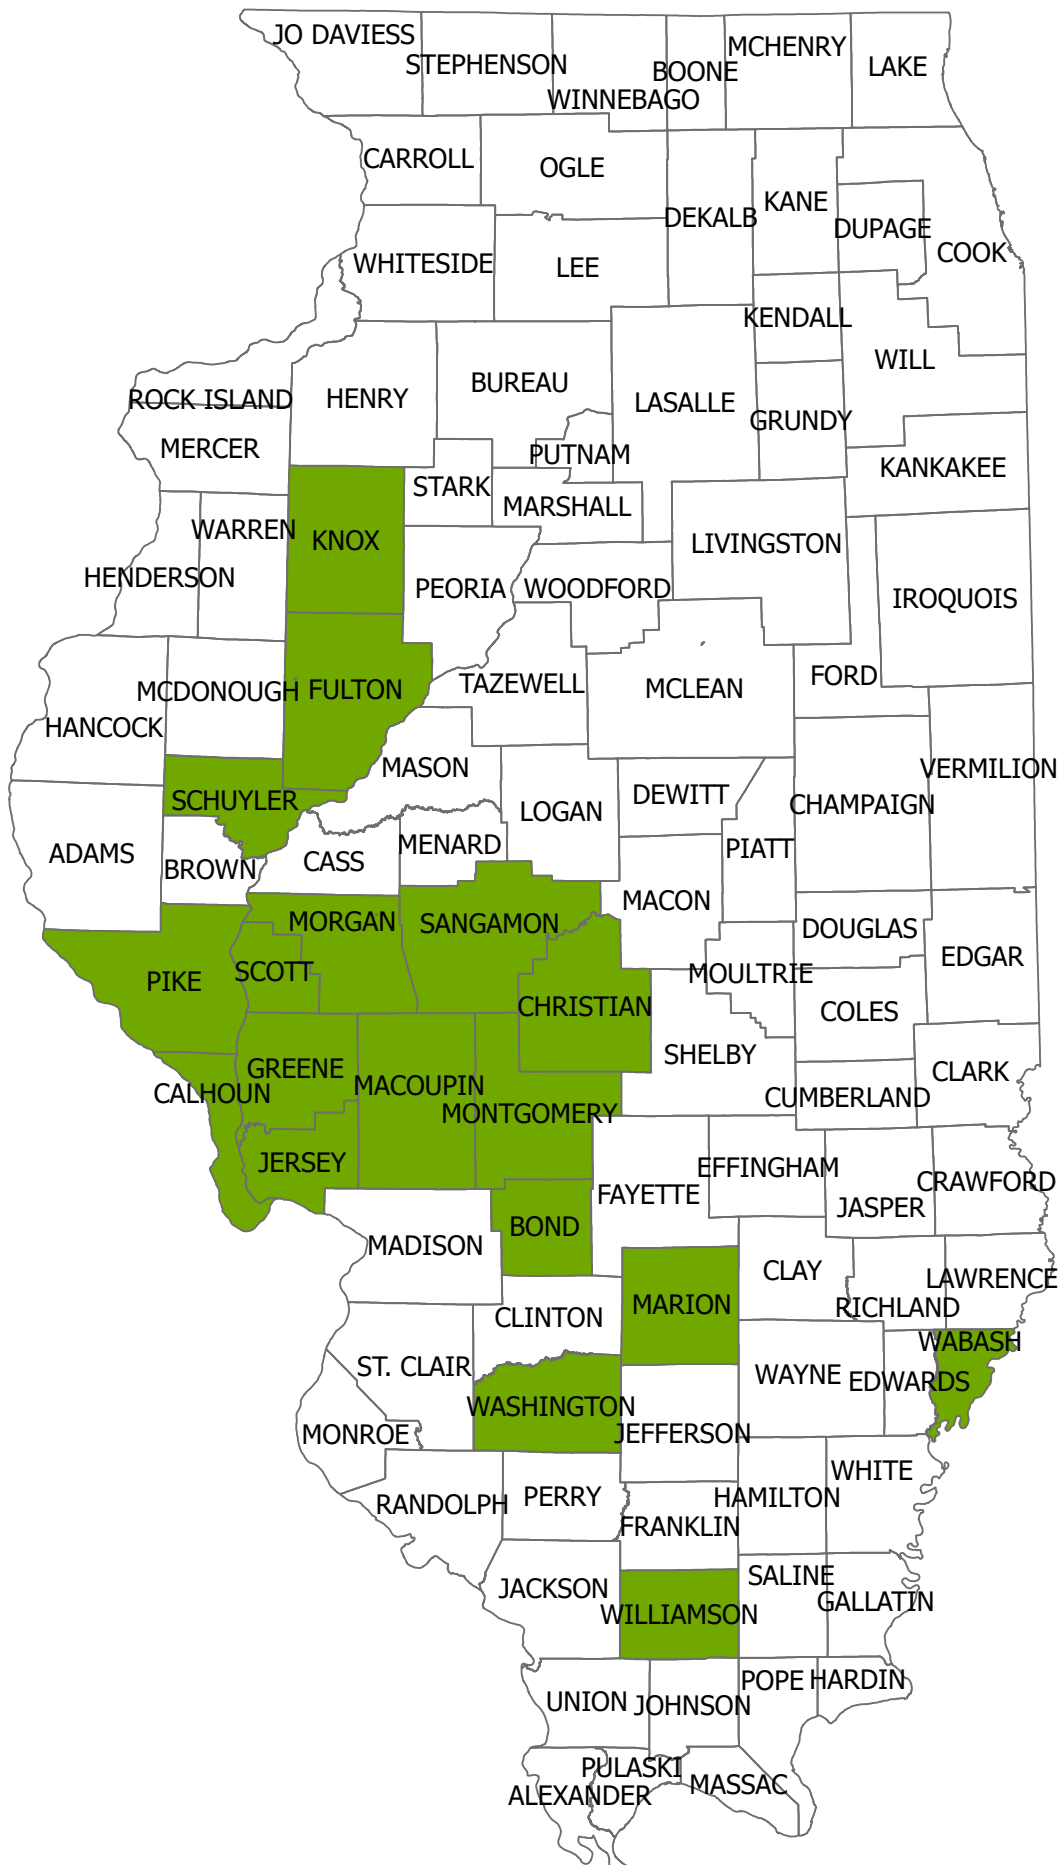 JO DAVIESS
STEPHENSON
WINNEBAGO
BOONE
MCHENRY
LAKE
CARROLL
OGLE
DEKALB
KANE
DUPAGE
COOK
WHITESIDE
LEE
KENDALL
WILL
ROCK ISLAND
HENRY
BUREAU
LASALLE
GRUNDY
MERCER
PUTNAM
KANKAKEE
STARK
MARSHALL
WARREN
KNOX
LIVINGSTON
HENDERSON
PEORIA
WOODFORD
IROQUOIS
MCDONOUGH
FULTON
TAZEWELL
MCLEAN
FORD
HANCOCK
MASON
VERMILION
SCHUYLER
LOGAN
DEWITT
CHAMPAIGN
ADAMS
BROWN
CASS
MENARD
PIATT
MACON
MORGAN
SANGAMON
DOUGLAS
EDGAR
PIKE
SCOTT
MOULTRIE
CHRISTIAN
COLES
SHELBY
GREENE
MACOUPIN
CLARK
CALHOUN
MONTGOMERY
CUMBERLAND
JERSEY
EFFINGHAM
CRAWFORD
FAYETTE
JASPER
BOND
MADISON
CLAY
LAWRENCE
MARION
RICHLAND
CLINTON
WABASH
ST. CLAIR
WAYNE
EDWARDS
WASHINGTON
MONROE
JEFFERSON
WHITE
RANDOLPH
PERRY
HAMILTON
FRANKLIN
SALINE
JACKSON
GALLATIN
WILLIAMSON
POPE
HARDIN
UNION
JOHNSON
PULASKI
MASSAC
ALEXANDER